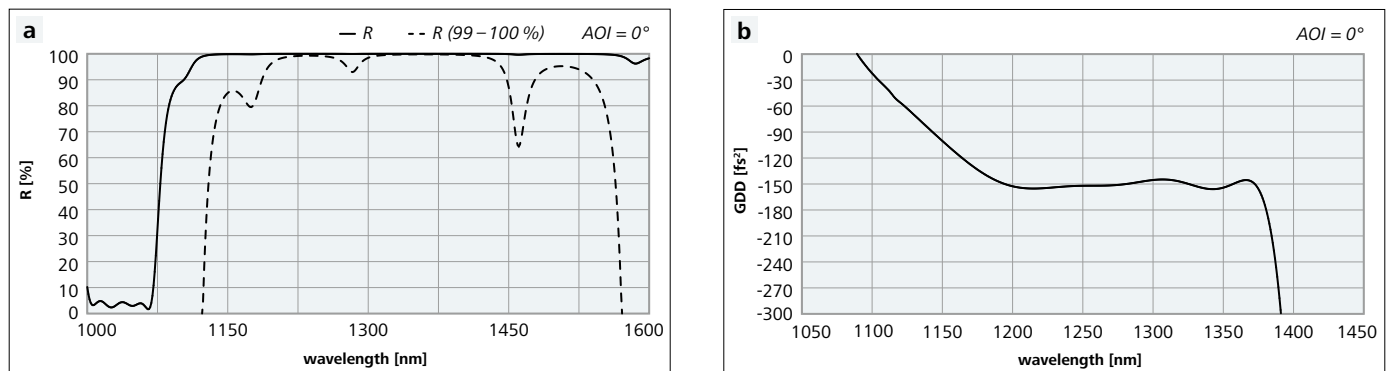 a
R R (99 – 100 %) AOI = 0°
100
90
80
70
60
50
40
30
20
10
0
R [%]
1000 1150 1300 1450 1600
wavelength [nm]
b
AOI = 0°
0
-30
-60
-90
-120
-150
-180
-210
-240
-270
-300
GDD [fs²]
1050 1100 1150 1200 1250 1300 1350 1400 1450
wavelength [nm]